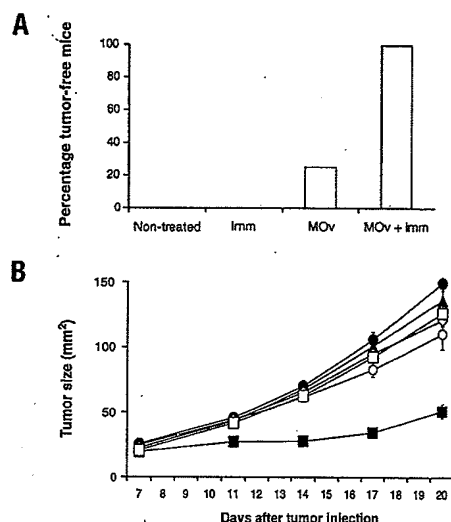 A
Percentage tumor-free mice
100
80
60
40
20
0
Non-treated Imm MOv MOv + Imm
B
Tumor size (mm²)
150
100
50
0
7 8 9 10 11 12 13 14 15 16 17 18 19 20
Days after tumor injection